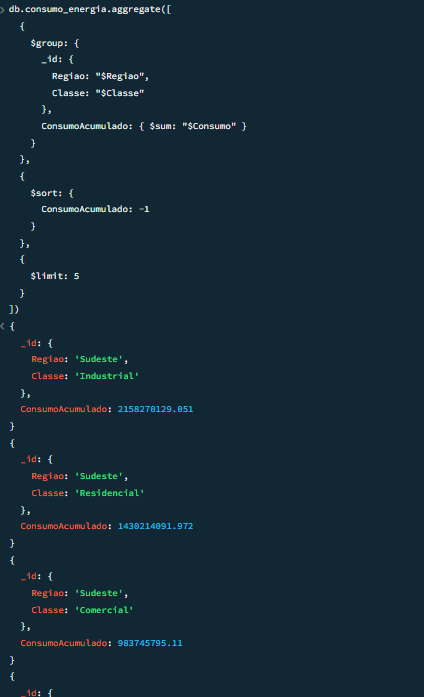 > db.consumo_energia.aggregate([
{
$group: {
_id: {
Regiao: "$Regiao",
Classe: "$Classe"
},
ConsumoAcumulado: { $sum: "$Consumo" }
}
},
{
$sort: {
ConsumoAcumulado: -1
}
},
{
$limit: 5
}
])
< {
_id: {
Regiao: 'Sudeste',
Classe: 'Industrial'
},
ConsumoAcumulado: 2158270129.051
}
{
_id: {
Regiao: 'Sudeste',
Classe: 'Residencial'
},
ConsumoAcumulado: 1430214091.972
}
{
_id: {
Regiao: 'Sudeste',
Classe: 'Comercial'
},
ConsumoAcumulado: 983745795.11
}
{
_id: {